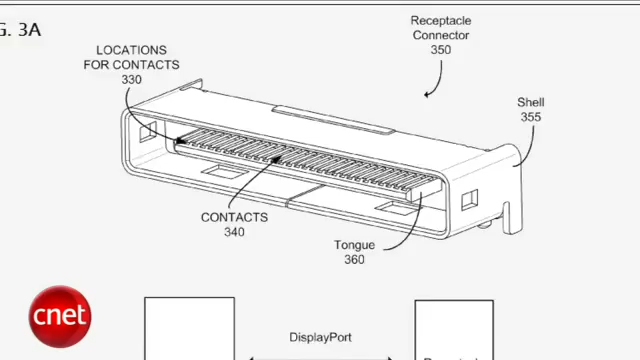 G. 3A
Receptacle
Connector
350
LOCATIONS
FOR CONTACTS
330
Shell
355
CONTACTS
340
Tongue
360
cnet
DisplayPort